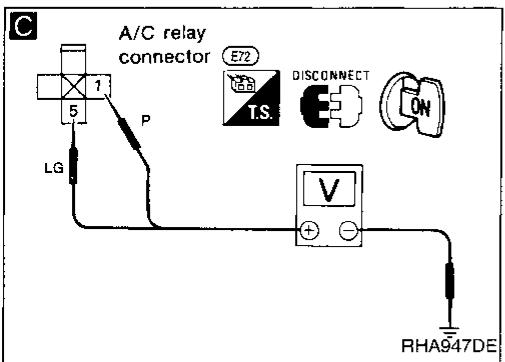 C
A/C relay
connector E72
T.S.
DISCONNECT
ON
1
5
P
LG
V
+ −
RHA947DE